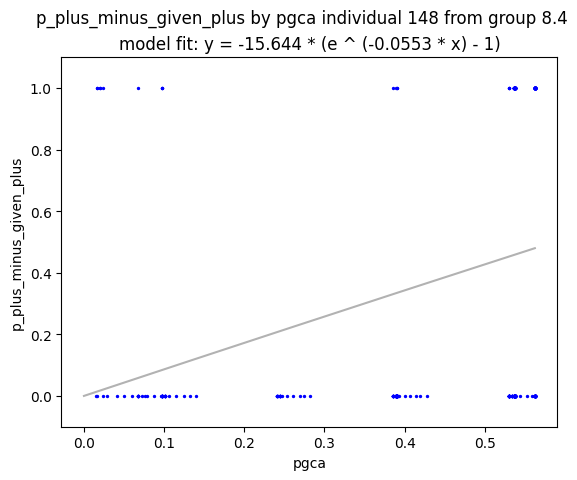 p_plus_minus_given_plus by pgca individual 148 from group 8.4
model fit: y = -15.644 * (e ^ (-0.0553 * x) - 1)
1.0
0.8
0.6
0.4
0.2
0.0
p_plus_minus_given_plus
0.0 0.1 0.2 0.3 0.4 0.5
pgca